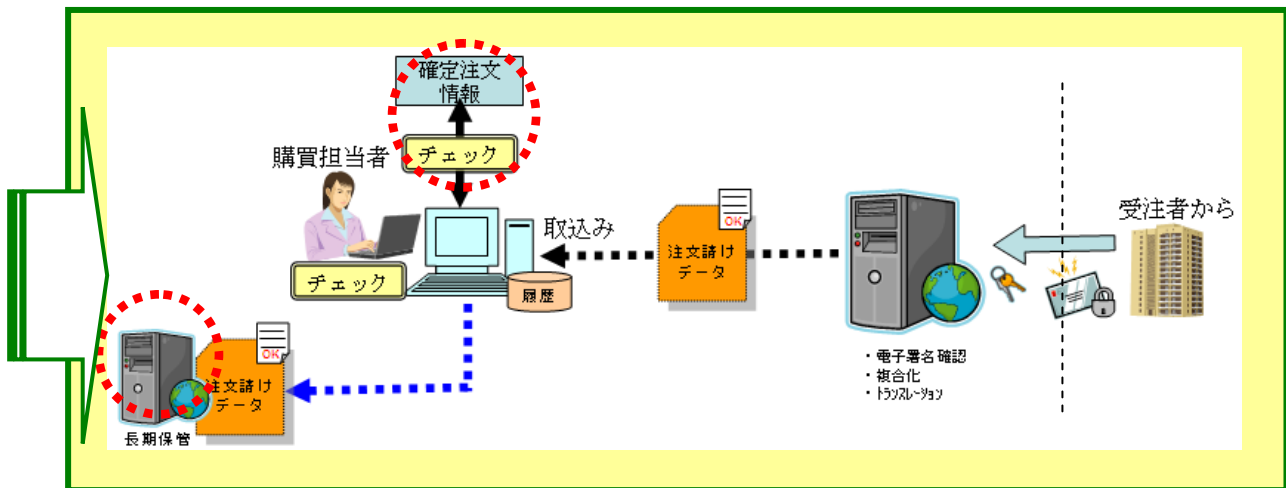 確定注文
情報
チェック
購買担当者
チェック
取込み
履歴
OK
注文請け
データ
受注者から
・電子署名確認
・複合化
・トランスレーション
OK
注文請け
データ
長期保管